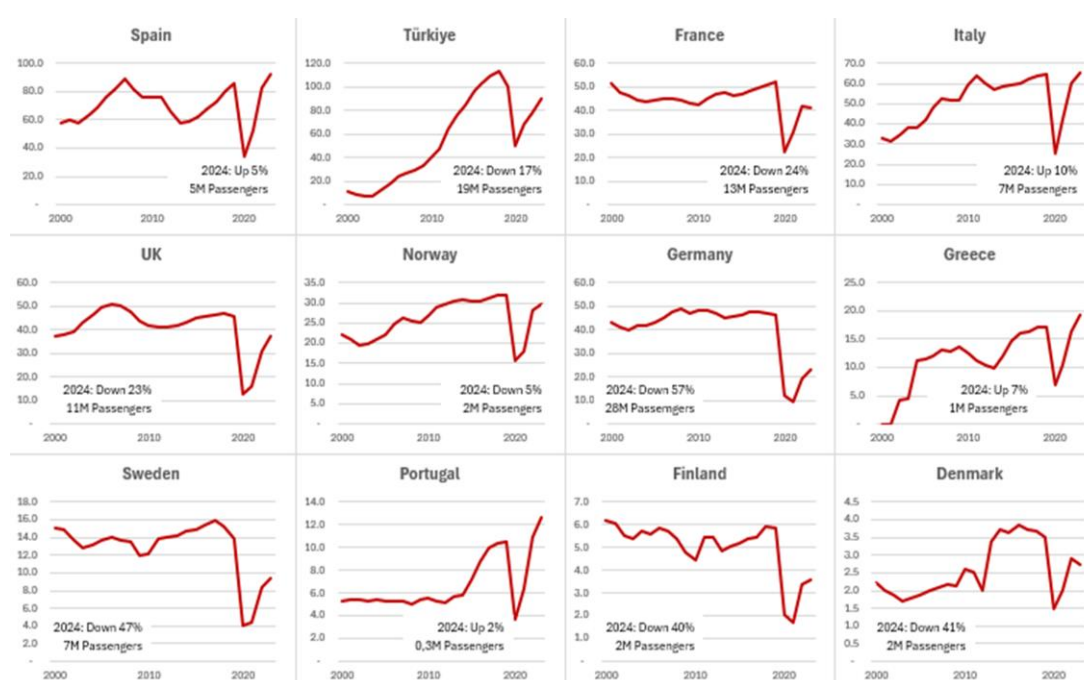 Spain
100.0
80.0
60.0
40.0
20.0
-
2024: Up 5%
5M Passengers
2000 2010 2020
Türkiye
120.0
100.0
80.0
60.0
40.0
20.0
-
2024: Down 17%
19M Passengers
2000 2010 2020
France
60.0
50.0
40.0
30.0
20.0
10.0
-
2024: Down 24%
13M Passengers
2000 2010 2020
Italy
70.0
60.0
50.0
40.0
30.0
20.0
10.0
-
2024: Up 10%
7M Passengers
2000 2010 2020
UK
60.0
50.0
40.0
30.0
20.0
10.0
-
2024: Down 23%
11M Passengers
2000 2010 2020
Norway
35.0
30.0
25.0
20.0
15.0
10.0
5.0
-
2024: Down 5%
2M Passengers
2000 2010 2020
Germany
60.0
50.0
40.0
30.0
20.0
10.0
-
2024: Down 57%
28M Passemgers
2000 2010 2020
Greece
25.0
20.0
15.0
10.0
5.0
-
2024: Up 7%
1M Passengers
2000 2010 2020
Sweden
18.0
16.0
14.0
12.0
10.0
8.0
6.0
4.0
2.0
-
2024: Down 47%
7M Passengers
2000 2010 2020
Portugal
14.0
12.0
10.0
8.0
6.0
4.0
2.0
-
2024: Up 2%
0,3M Passengers
2000 2010 2020
Finland
7.0
6.0
5.0
4.0
3.0
2.0
1.0
-
2024: Down 40%
2M Passengers
2000 2010 2020
Denmark
4.5
4.0
3.5
3.0
2.5
2.0
1.5
1.0
0.5
-
2024: Down 41%
2M Passengers
2000 2010 2020